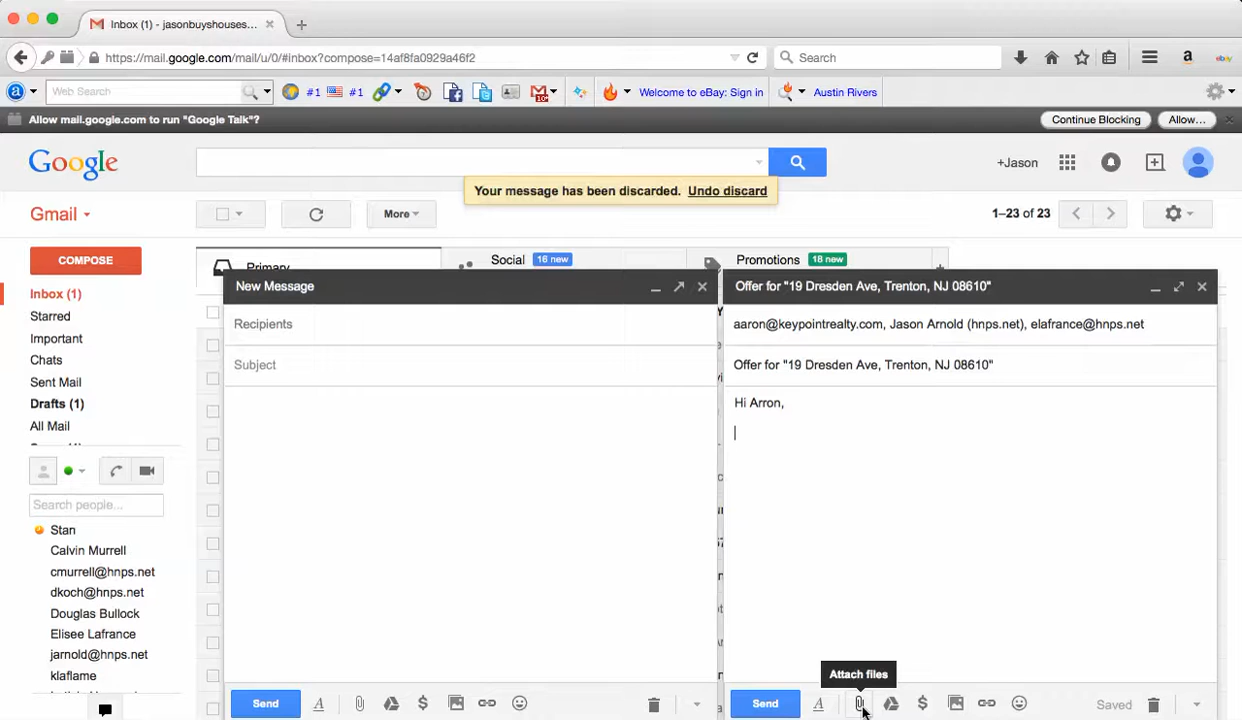 Inbox (1) - jasonbuyshouses...
https://mail.google.com/mail/u/0/#inbox?compose=14af8fa0929a46f2
Search
a
ebay
a
Web Search
#1
#1
Welcome to eBay: Sign in
Austin Rivers
Allow mail.google.com to run "Google Talk"?
Continue Blocking
Allow...
Google
+Jason
Your message has been discarded. Undo discard
Gmail
More
1–23 of 23
COMPOSE
Primary
Social
16 new
Promotions
18 new
Inbox (1)
Starred
Important
Chats
Sent Mail
Drafts (1)
All Mail
Search people...
Stan
Calvin Murrell
cmurrell@hnps.net
dkoch@hnps.net
Douglas Bullock
Elisee Lafrance
jarnold@hnps.net
klaflame
New Message
Recipients
Subject
Send
Offer for "19 Dresden Ave, Trenton, NJ 08610"
aaron@keypointrealty.com, Jason Arnold (hnps.net), elafrance@hnps.net
Offer for "19 Dresden Ave, Trenton, NJ 08610"
Hi Arron,
Attach files
Send
Saved